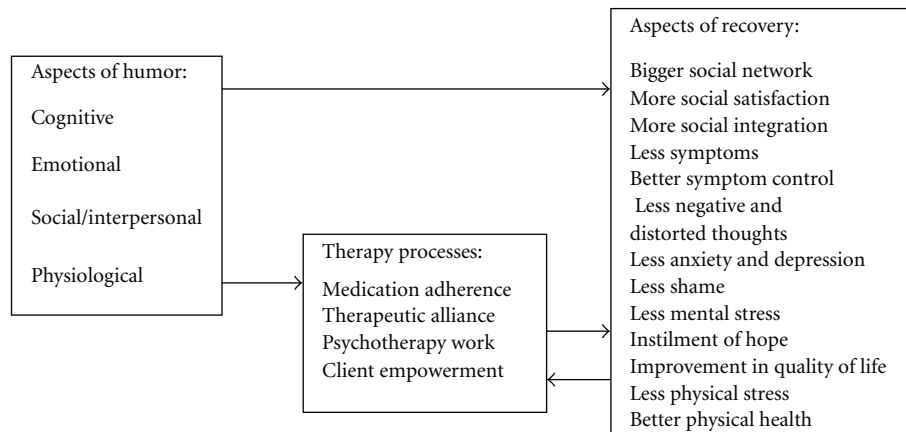 Aspects of humor:
Cognitive
Emotional
Social/interpersonal
Physiological
Therapy processes:
Medication adherence
Therapeutic alliance
Psychotherapy work
Client empowerment
Aspects of recovery:
Bigger social network
More social satisfaction
More social integration
Less symptoms
Better symptom control
Less negative and
distorted thoughts
Less anxiety and depression
Less shame
Less mental stress
Instilment of hope
Improvement in quality of life
Less physical stress
Better physical health